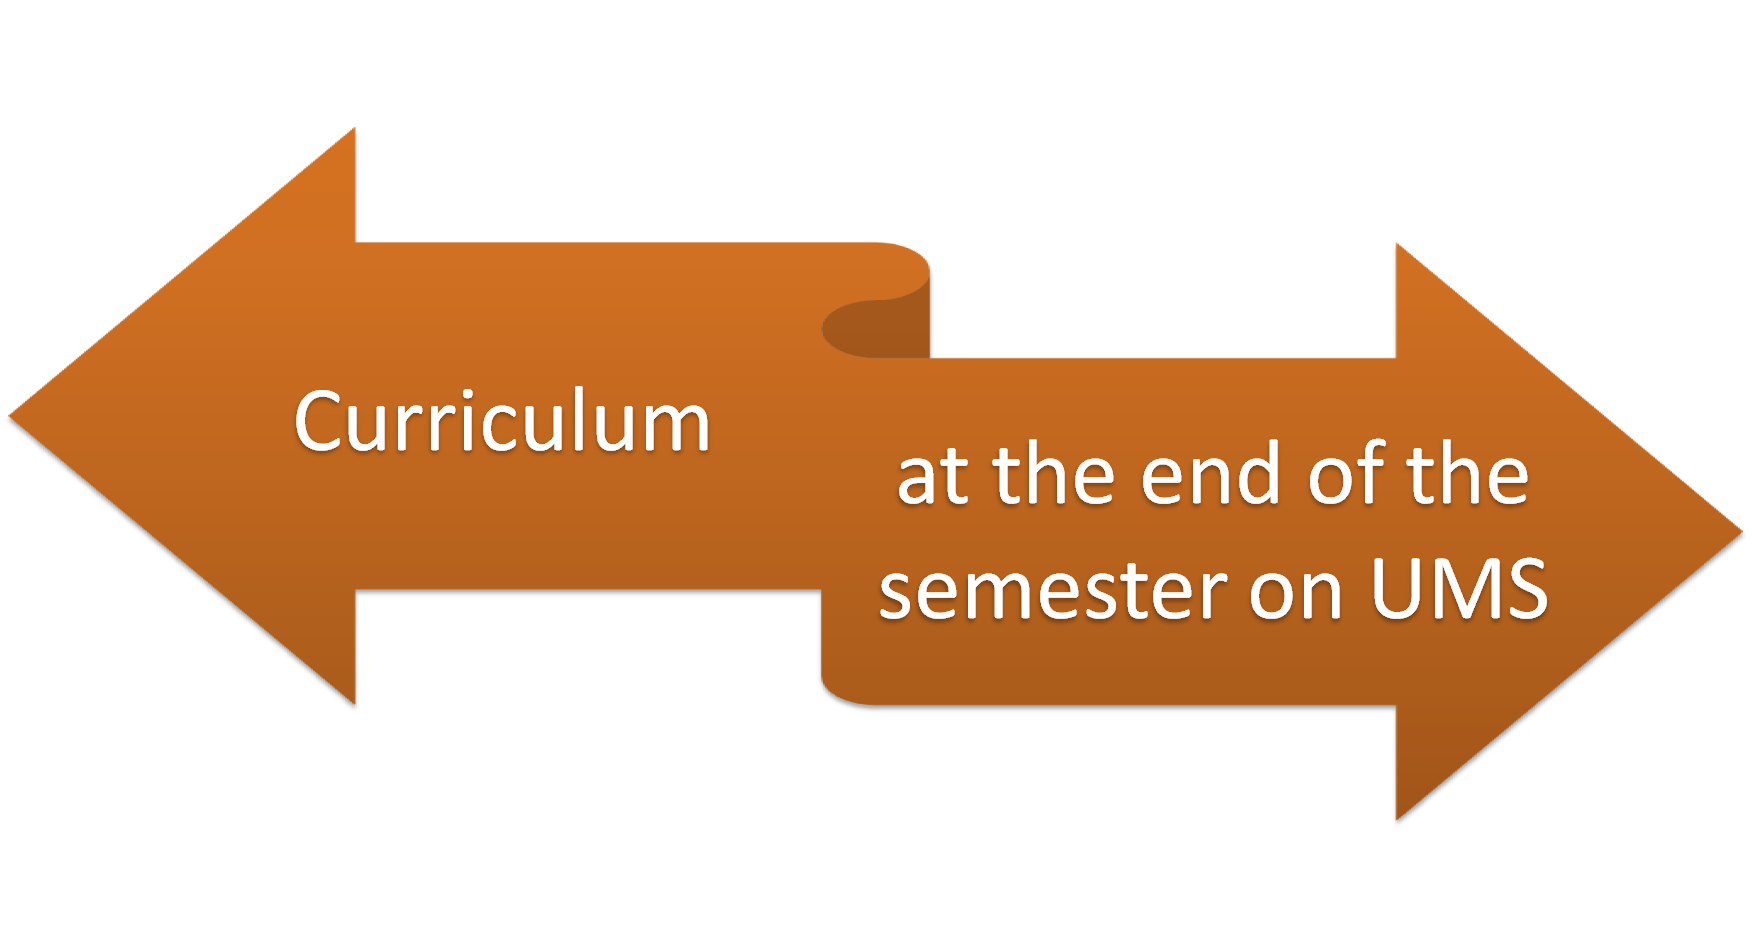 Curriculum
at the end of the
semester on UMS